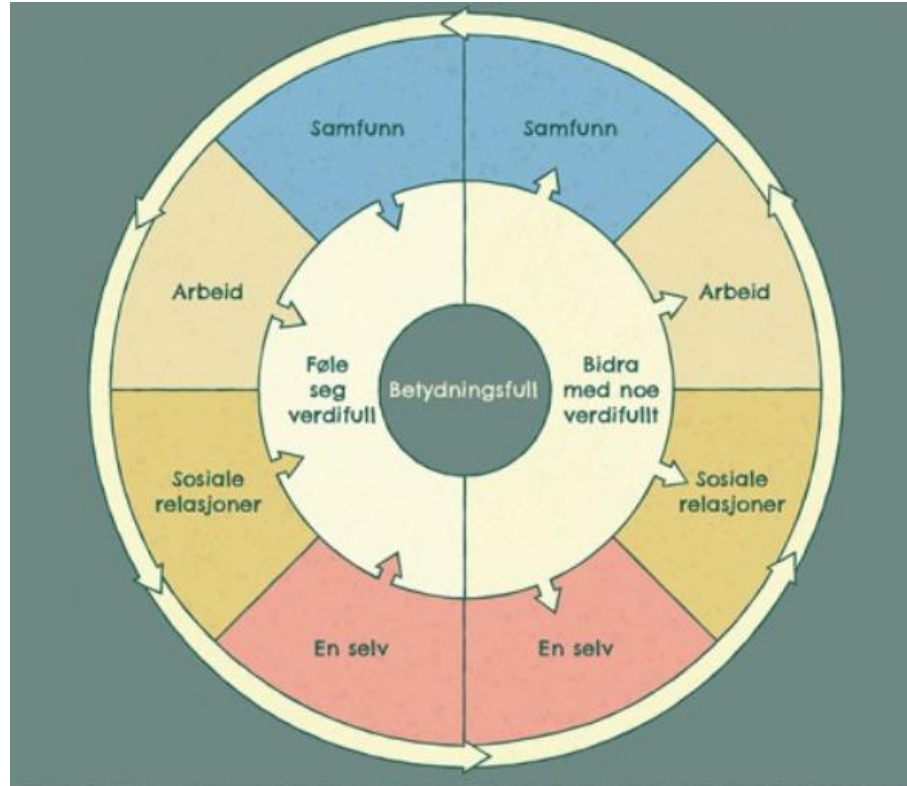 Samfunn
Samfunn
Arbeid
Arbeid
Føle
seg
verdifull
Betydningsfull
Bidra
med noe
verdifullt
Sosiale
relasjoner
Sosiale
relasjoner
En selv
En selv